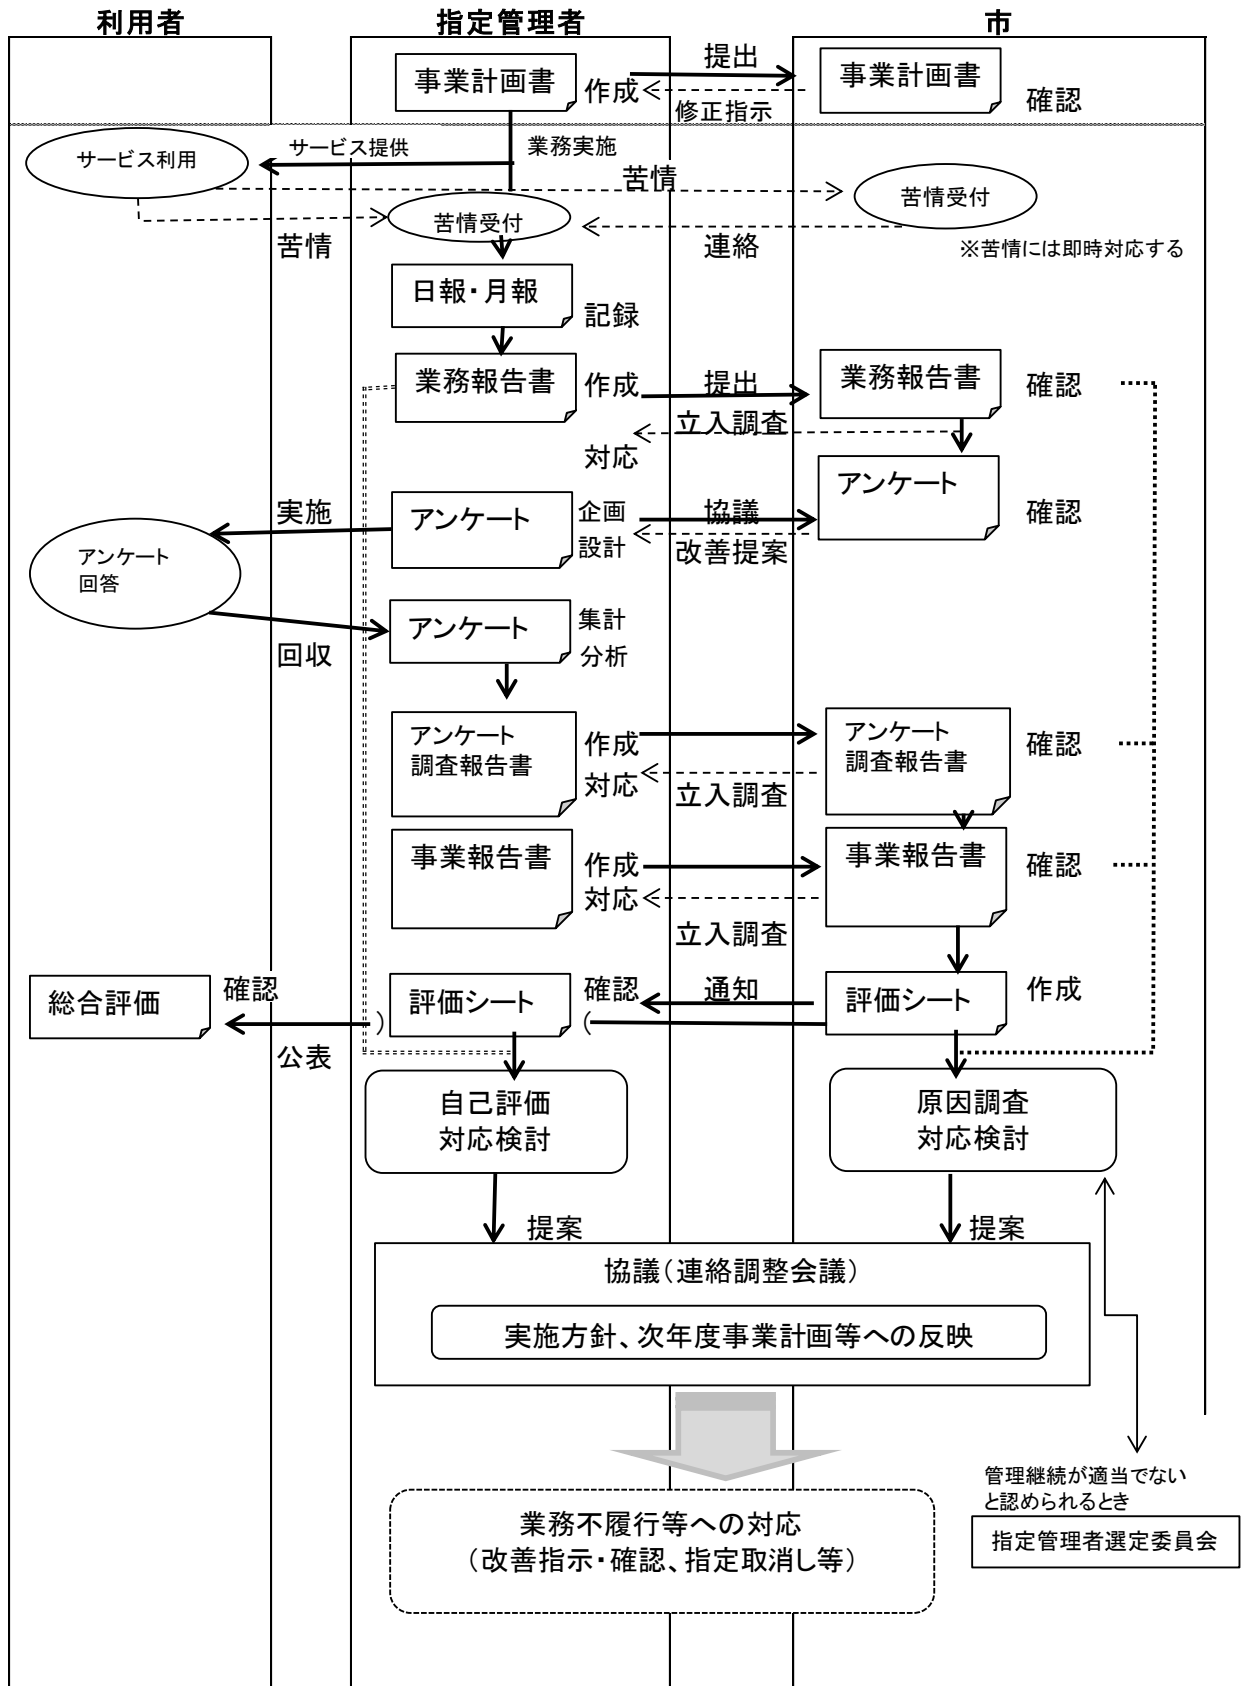 利用者
指定管理者
市
事業計画書
作成
提出
修正指示
事業計画書
確認
サービス利用
サービス提供
業務実施
苦情
苦情受付
苦情
苦情受付
連絡
※苦情には即時対応する
日報・月報
記録
業務報告書
作成
提出
業務報告書
確認
立入調査
対応
アンケート
確認
実施
アンケート
企画
設計
協議
改善提案
アンケート
回答
回収
アンケート
集計
分析
アンケート
調査報告書
作成
対応
立入調査
アンケート
調査報告書
確認
事業報告書
作成
対応
立入調査
事業報告書
確認
総合評価
確認
公表
評価シート
確認
通知
評価シート
作成
自己評価
対応検討
原因調査
対応検討
提案
提案
協議(連絡調整会議)
実施方針、次年度事業計画等への反映
管理継続が適当でない
と認められるとき
指定管理者選定委員会
業務不履行等への対応
(改善指示・確認、指定取消し等)